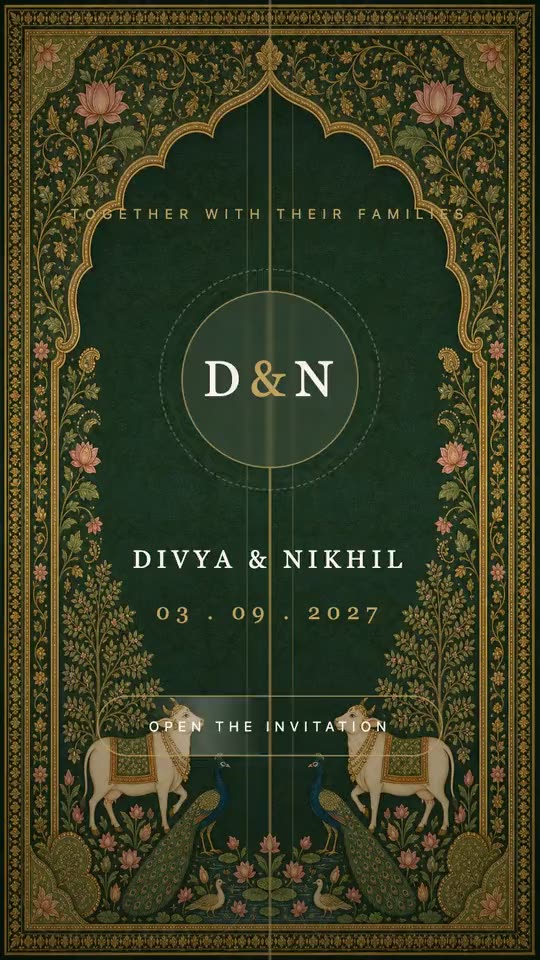 TOGETHER WITH THEIR FAMILIES
D&N
DIVYA & NIKHIL
03 . 09 . 2027
OPEN THE INVITATION